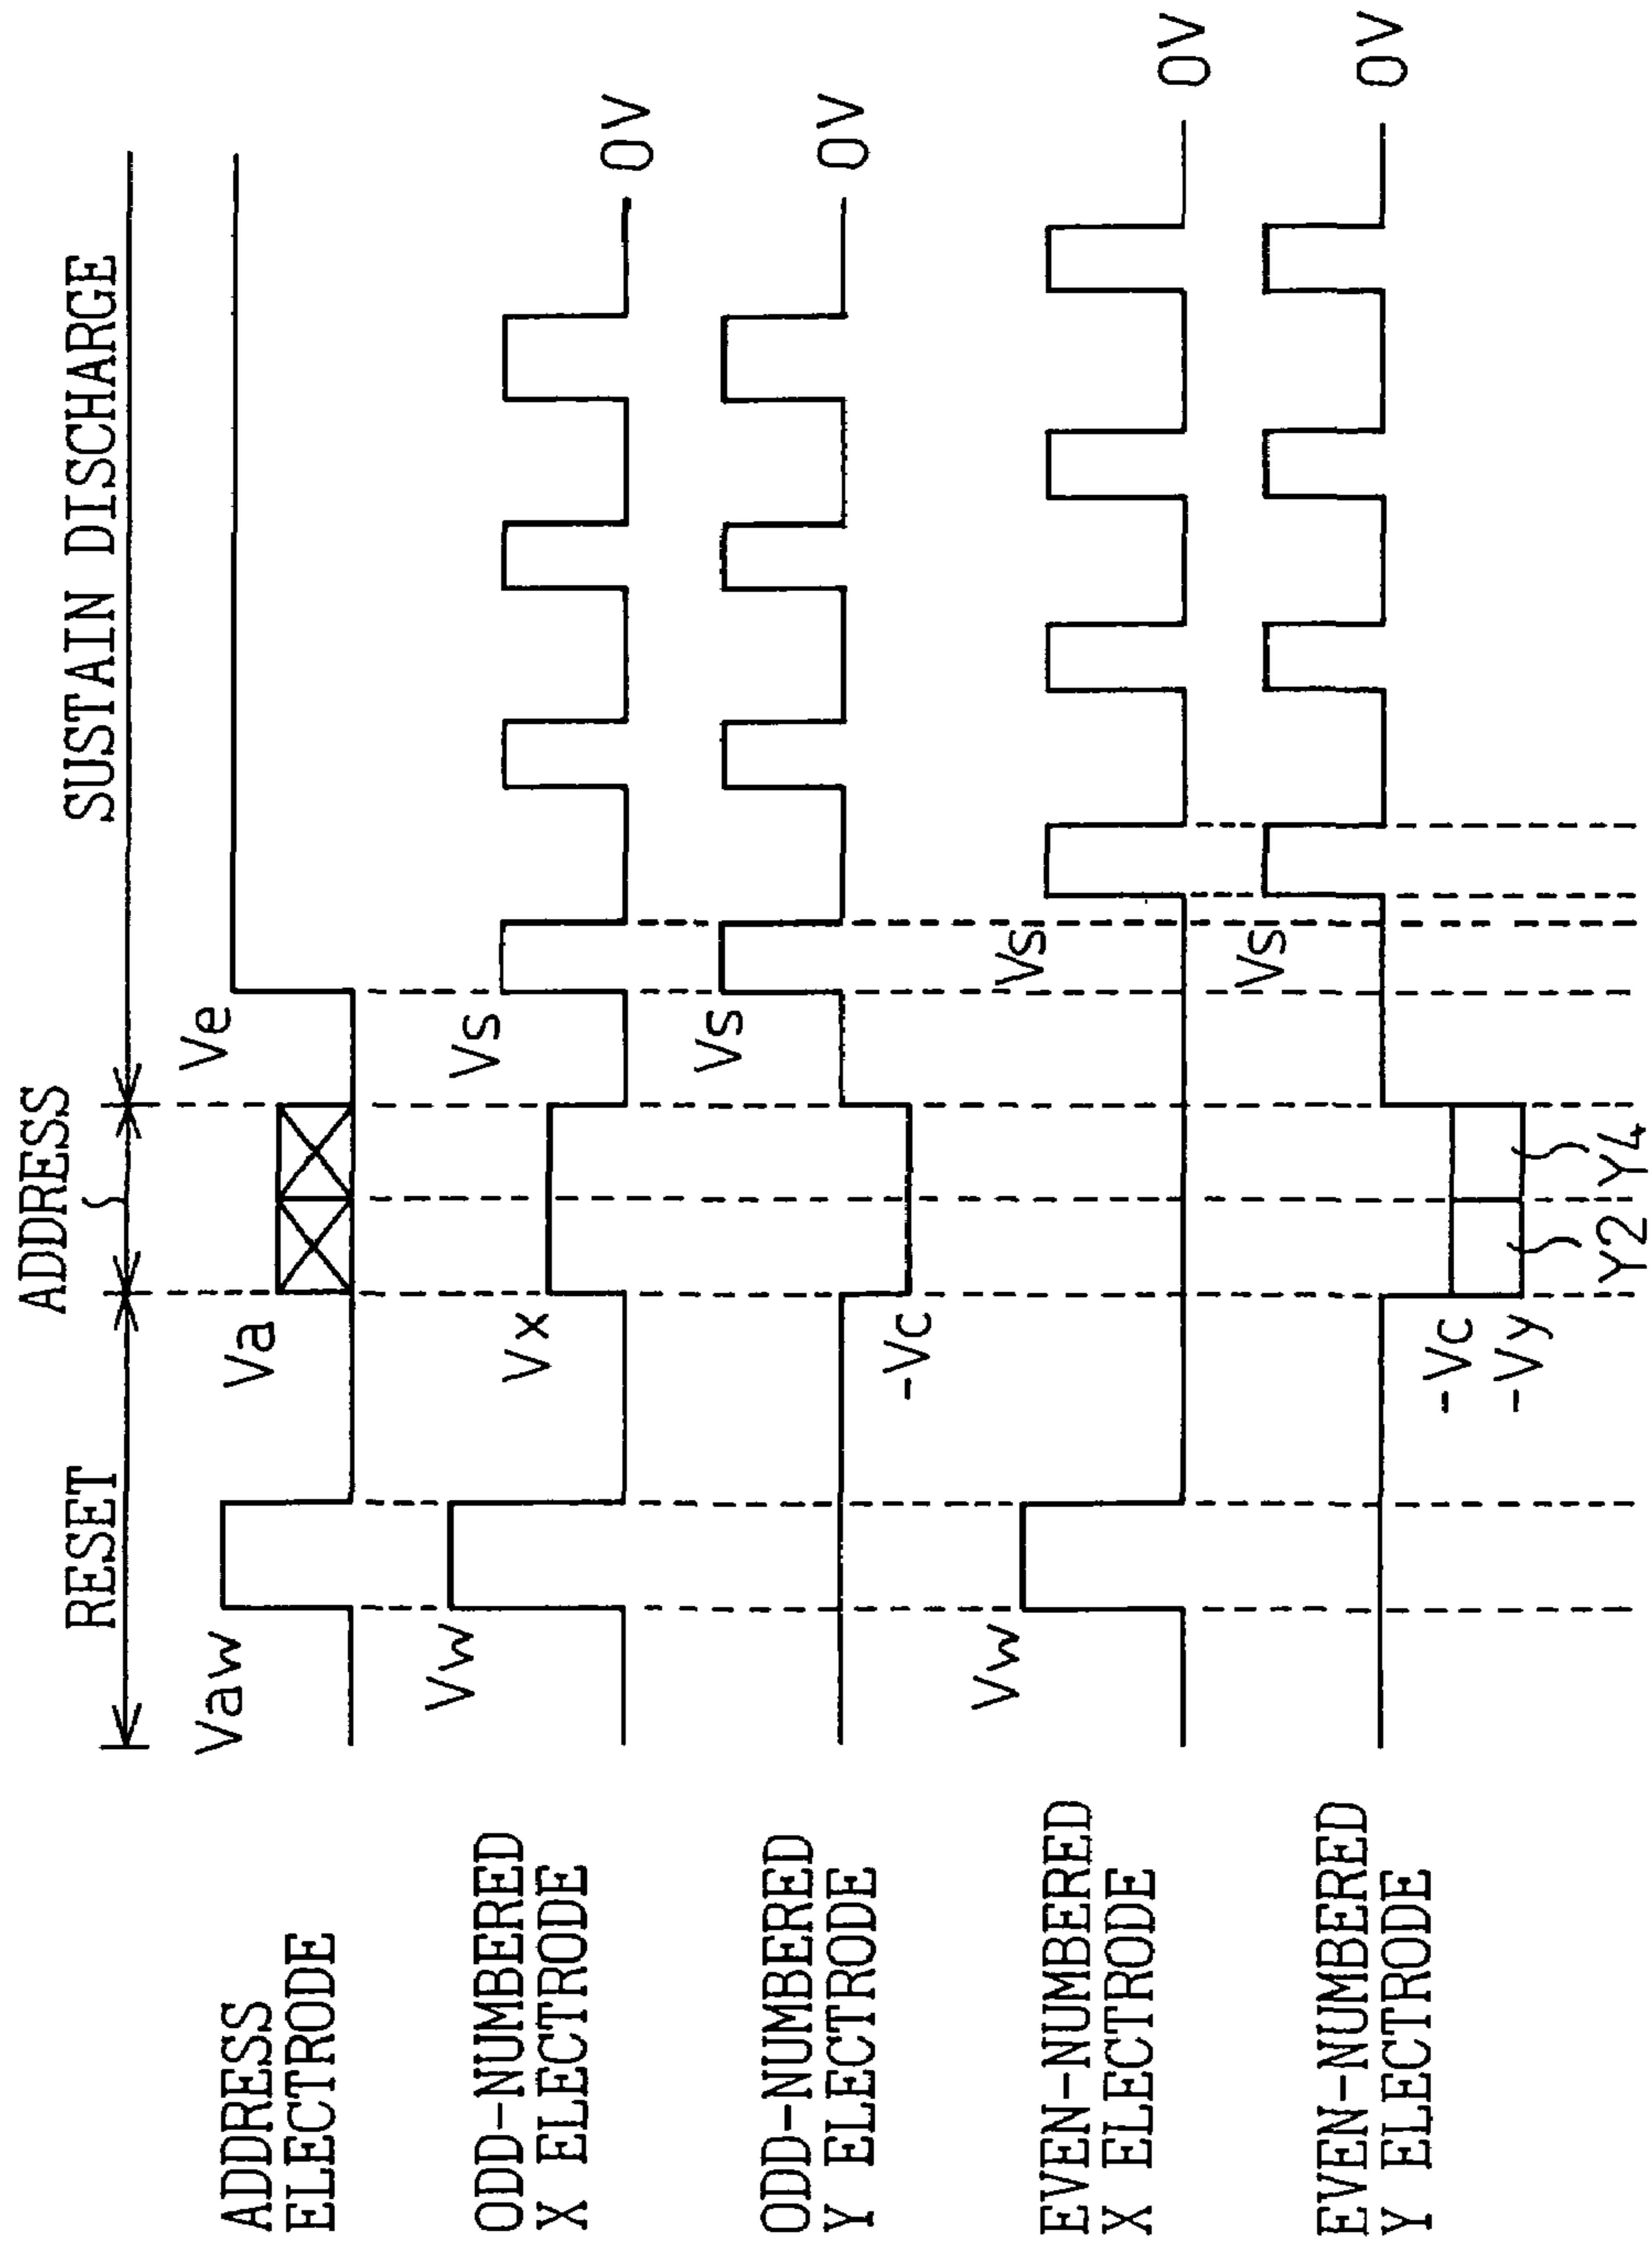 RESET
ADDRESS
SUSTAIN DISCHARGE
ADDRESS
ELECTRODE
Vaw
Va
Ve
ODD-NUMBERED
X ELECTRODE
Vw
Vx
Vs
0V
ODD-NUMBERED
Y ELECTRODE
-Vc
Vs
0V
EVEN-NUMBERED
X ELECTRODE
Vw
Vs
0V
EVEN-NUMBERED
Y ELECTRODE
-Vc
-Vy
Vs
0V
Y2
Y4